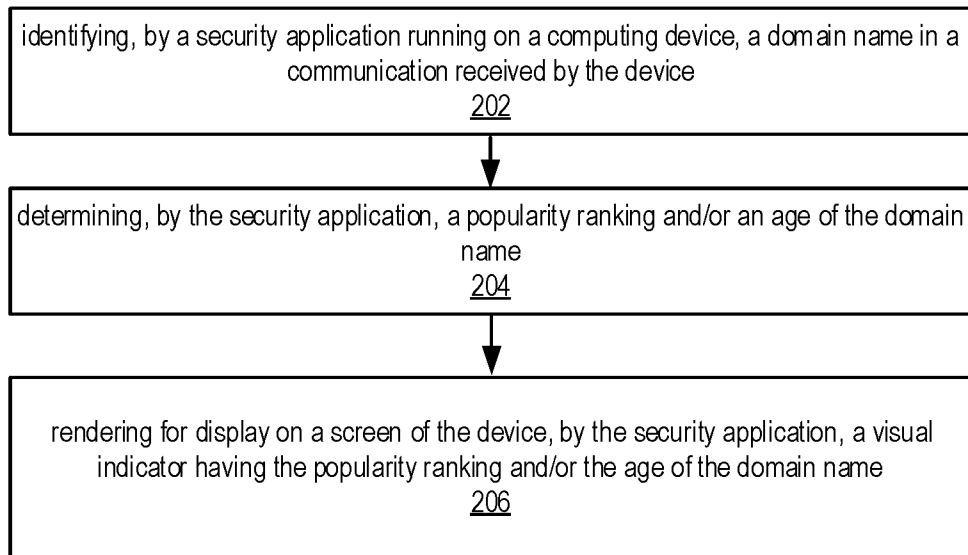 identifying, by a security application running on a computing device, a domain name in a
communication received by the device
202
determining, by the security application, a popularity ranking and/or an age of the domain
name
204
rendering for display on a screen of the device, by the security application, a visual
indicator having the popularity ranking and/or the age of the domain name
206